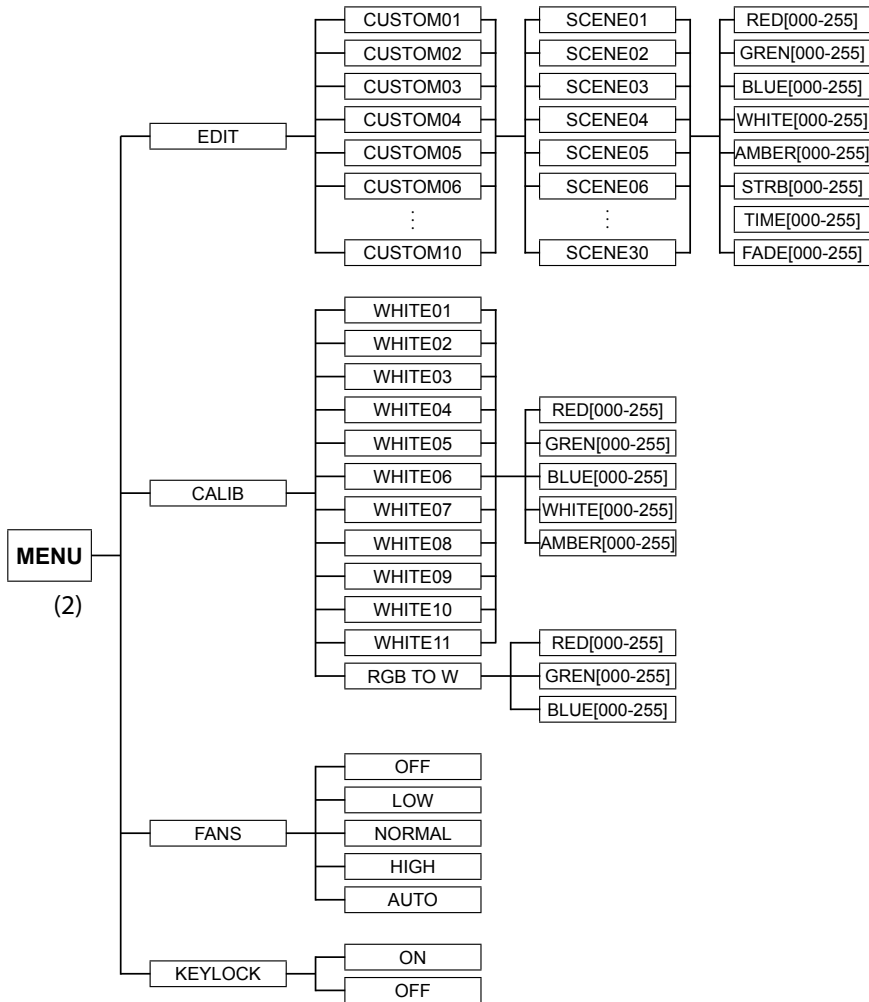 CUSTOM01 SCENE01 RED[000-255]
CUSTOM02 SCENE02 GREN[000-255]
CUSTOM03 SCENE03 BLUE[000-255]
CUSTOM04 SCENE04 WHITE[000-255]
EDIT
CUSTOM05 SCENE05 AMBER[000-255]
CUSTOM06 SCENE06 STRB[000-255]
TIME[000-255]
CUSTOM10 SCENE30 FADE[000-255]
WHITE01
WHITE02
WHITE03
WHITE04 RED[000-255]
WHITE05 GREN[000-255]
WHITE06 BLUE[000-255]
CALIB
WHITE07 WHITE[000-255]
WHITE08 AMBER[000-255]
MENU
WHITE09
(2)
WHITE10
WHITE11 RED[000-255]
RGB TO W GREN[000-255]
BLUE[000-255]
OFF
LOW
FANS NORMAL
HIGH
AUTO
ON
KEYLOCK
OFF